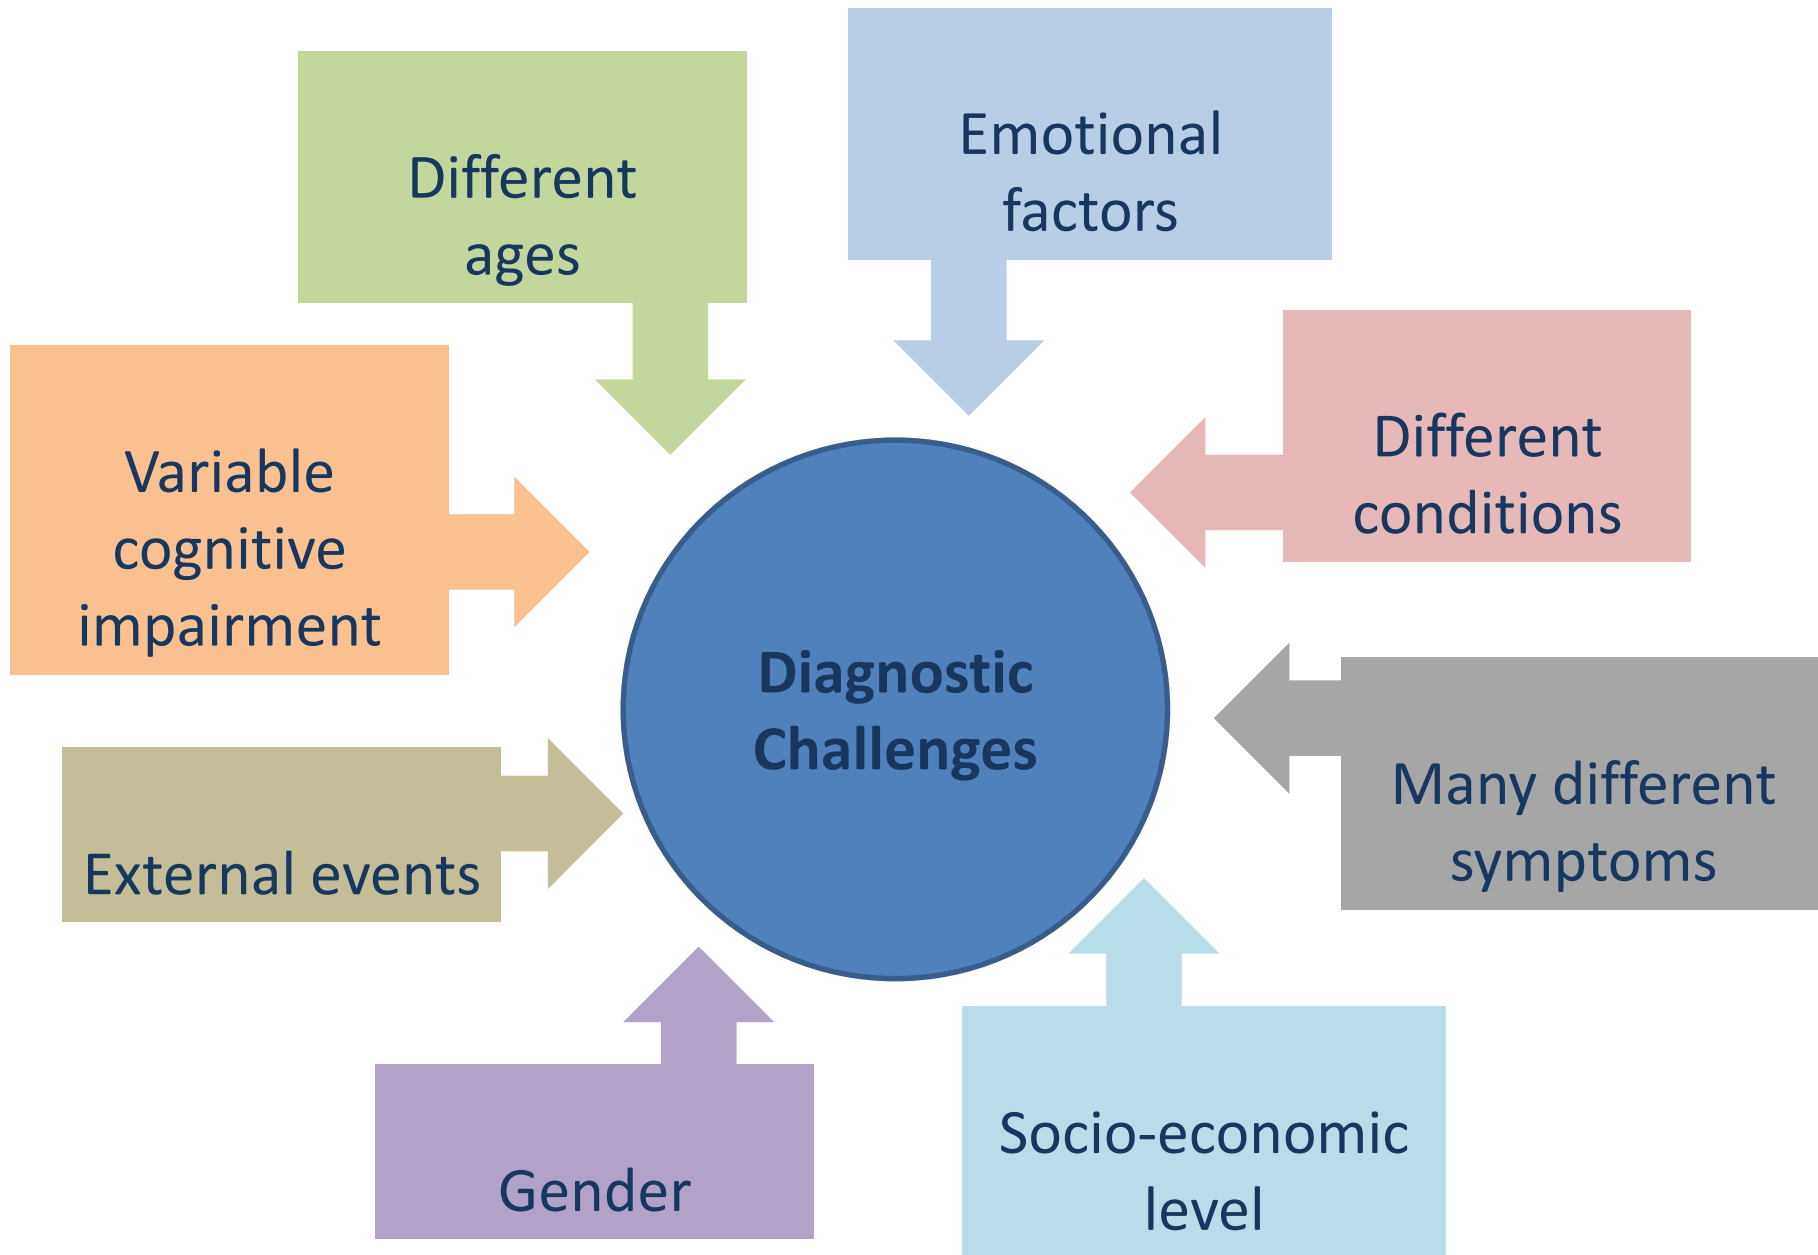 Different
ages
Emotional
factors
Variable
cognitive
impairment
Different
conditions
Diagnostic
Challenges
External events
Many different
symptoms
Gender
Socio-economic
level